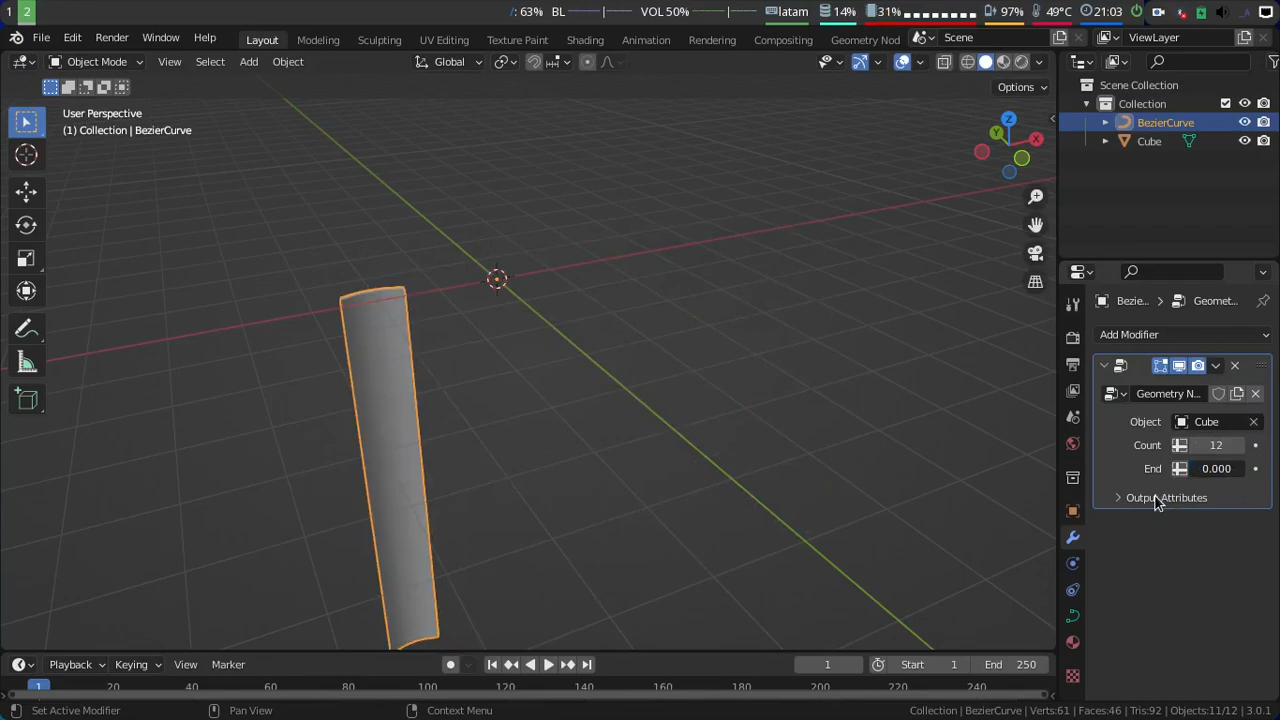 1 2 /: 63% BL VOL 50% latam 14% 31% 97% 49°C 21:03
File Edit Render Window Help Layout Modeling Sculpting UV Editing Texture Paint Shading Animation Rendering Compositing Geometry Nod Scene ViewLayer
Object Mode View Select Add Object Global
Options
User Perspective
(1) Collection | BezierCurve
Z
Y
X
Scene Collection
Collection
BezierCurve
Cube
Bezie... Geomet...
Add Modifier
Geometry N...
Object Cube
Count 12
End 0.000
Output Attributes
Playback Keying View Marker 1 Start 1 End 250
1 20 40 60 80 100 120 140 160 180 200 220 240
Set Active Modifier Pan View Context Menu Collection | BezierCurve | Verts:61 | Faces:46 | Tris:92 | Objects:11/12 | 3.0.1